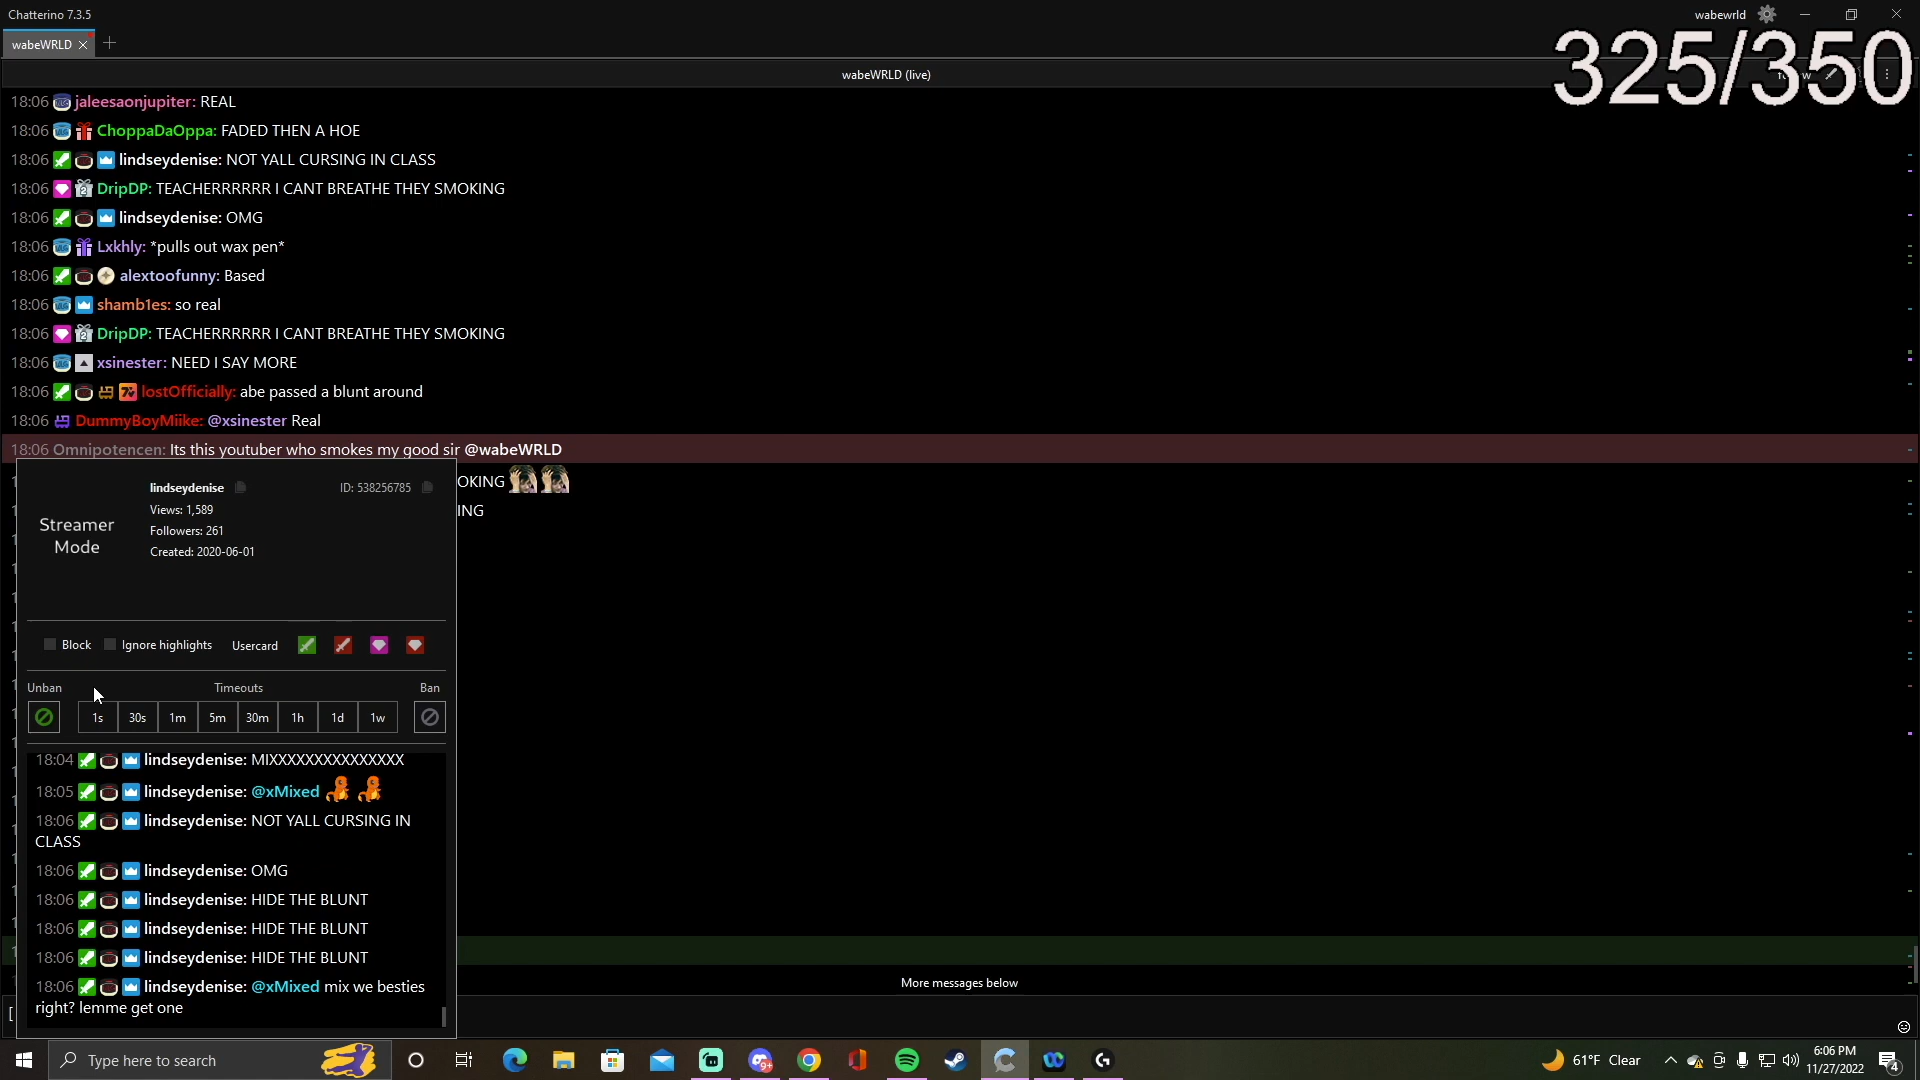 Chatterino 7.3.5
wabewrld
wabeWRLD
wabeWRLD (live)
325/350
18:06 jaleesaonjupiter: REAL
18:06 ChoppaDaOppa: FADED THEN A HOE
18:06 lindseydenise: NOT YALL CURSING IN CLASS
18:06 DripDP: TEACHERRRRRR I CANT BREATHE THEY SMOKING
18:06 lindseydenise: OMG
18:06 Lxkhly: *pulls out wax pen*
18:06 alextoofunny: Based
18:06 shamb1es: so real
18:06 DripDP: TEACHERRRRRR I CANT BREATHE THEY SMOKING
18:06 xsinester: NEED I SAY MORE
18:06 lostOfficially: abe passed a blunt around
18:06 DummyBoyMiike: @xsinester Real
18:06 Omnipotencen: Its this youtuber who smokes my good sir @wabeWRLD
OKING
ING
Streamer
Mode
lindseydenise
ID: 538256785
Views: 1,589
Followers: 261
Created: 2020-06-01
Block Ignore highlights Usercard
Unban Timeouts Ban
1s 30s 1m 5m 30m 1h 1d 1w
18:04 lindseydenise: MIXXXXXXXXXXXXXXX
18:05 lindseydenise: @xMixed
18:06 lindseydenise: NOT YALL CURSING IN
CLASS
18:06 lindseydenise: OMG
18:06 lindseydenise: HIDE THE BLUNT
18:06 lindseydenise: HIDE THE BLUNT
18:06 lindseydenise: HIDE THE BLUNT
18:06 lindseydenise: @xMixed mix we besties
right? lemme get one
More messages below
Type here to search
9+
61°F Clear
6:06 PM
11/27/2022
4